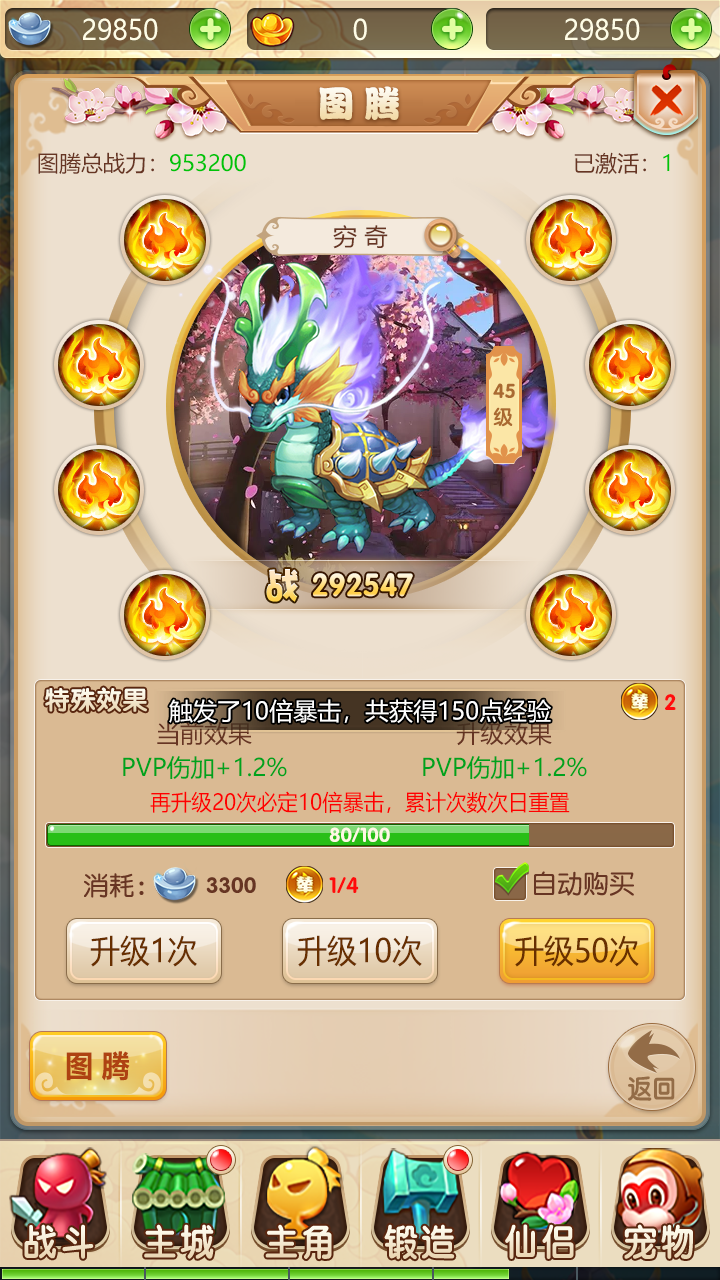 29850
0
29850
图腾
图腾总战力：953200
已激活：1
穷奇
45级
战 292547
特殊效果
萃 2
触发了10倍暴击，共获得150点经验
当前效果
升级效果
PVP伤加+1.2%
PVP伤加+1.2%
再升级20次必定10倍暴击，累计次数次日重置
80/100
消耗：
3300
1/4
自动购买
升级1次
升级10次
升级50次
图腾
返回
战斗
主城
主角
锻造
仙侣
宠物